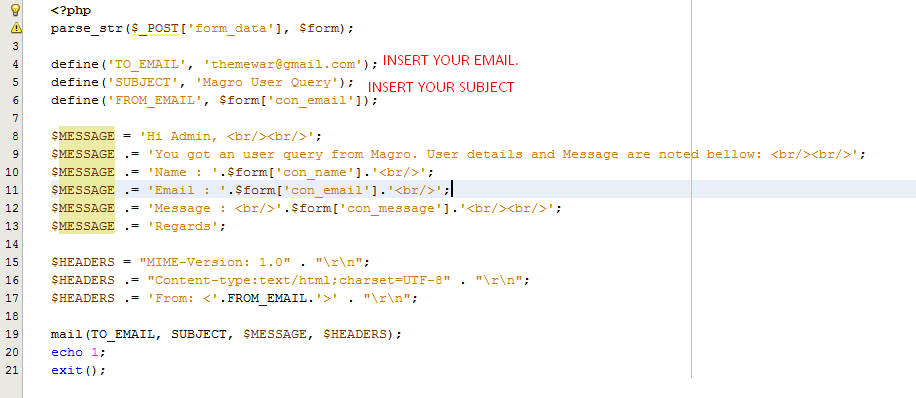 <?php
parse_str($_POST['form_data'], $form);
3
4 define('TO_EMAIL', 'themewar@gmail.com'); INSERT YOUR EMAIL.
5 define('SUBJECT', 'Magro User Query'); INSERT YOUR SUBJECT
6 define('FROM_EMAIL', $form['con_email']);
7
8 $MESSAGE = 'Hi Admin, <br/><br/>';
9 $MESSAGE .= 'You got an user query from Magro. User details and Message are noted bellow: <br/><br/>';
10 $MESSAGE .= 'Name : '.$form['con_name'].'<br/>';
11 $MESSAGE .= 'Email : '.$form['con_email'].'<br/>';
12 $MESSAGE .= 'Message : <br/>'.$form['con_message'].'<br/><br/>';
13 $MESSAGE .= 'Regards';
14
15 $HEADERS = "MIME-Version: 1.0" . "\r\n";
16 $HEADERS .= "Content-type:text/html;charset=UTF-8" . "\r\n";
17 $HEADERS .= 'From: <'.FROM_EMAIL.'>' . "\r\n";
18
19 mail(TO_EMAIL, SUBJECT, $MESSAGE, $HEADERS);
20 echo 1;
21 exit();